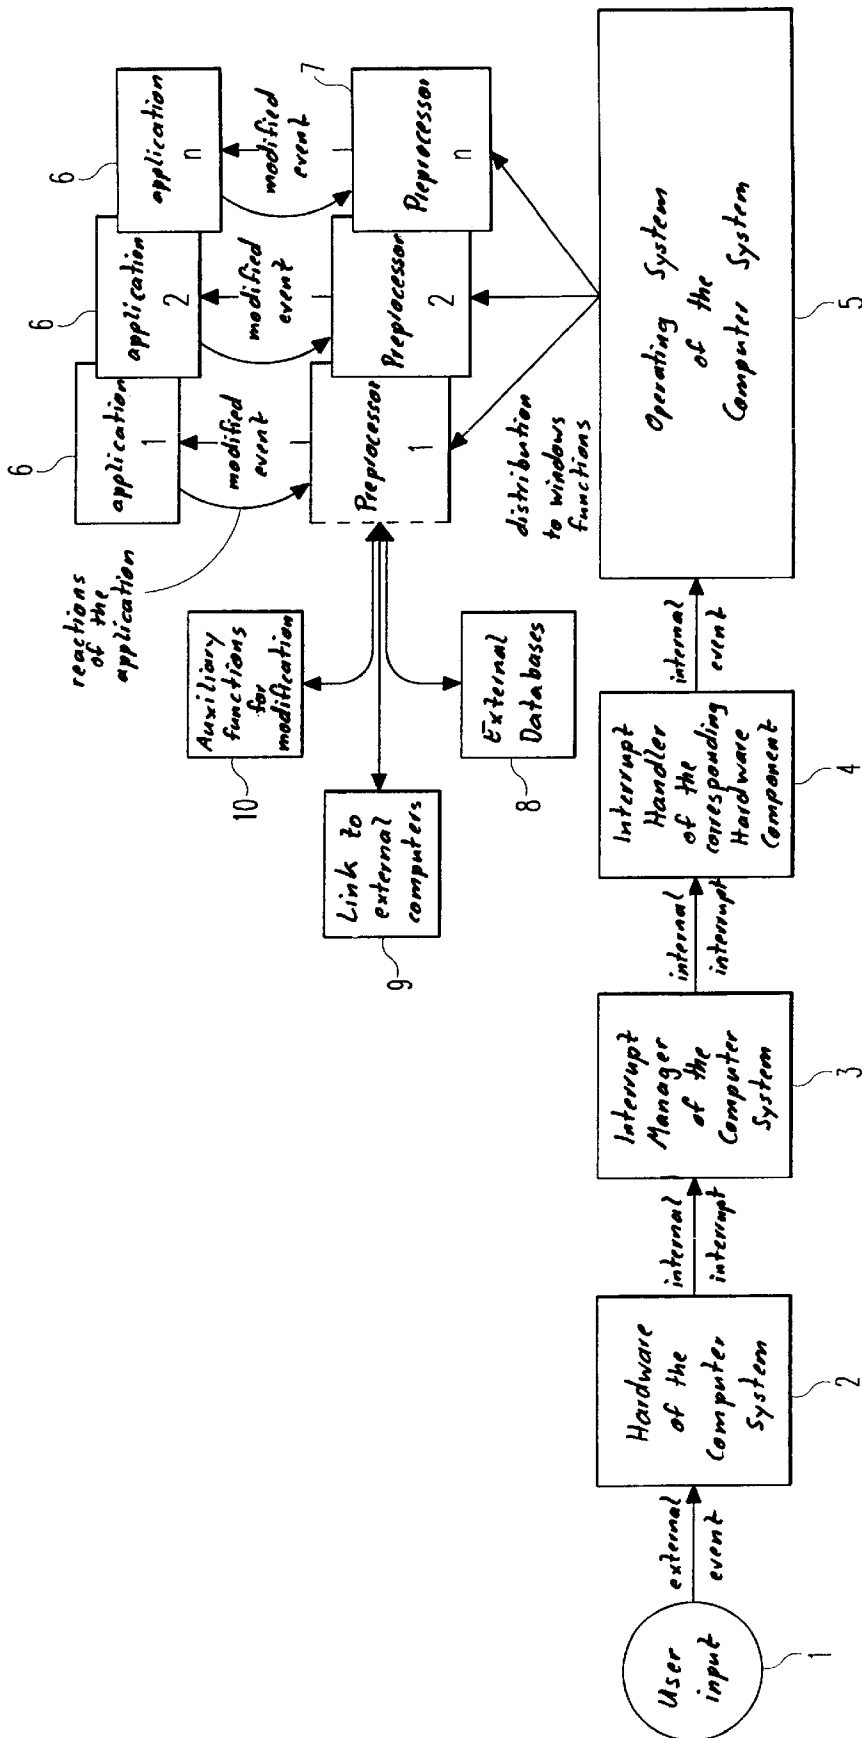 6
application
n
6
application
2
6
application
1
modified
event
modified
event
modified
event
7
Preprocessor
n
Preprocessor
2
Preprocessor
1
reactions
of the
application
Auxiliary
functions
for
modification
10
Link to
external
computers
9
External
Databases
8
distribution
to windows
functions
User
input
1
external
event
Hardware
of the
Computer
System
2
internal
interrupt
Interrupt
Manager
of the
Computer
System
3
internal
interrupt
Interrupt
Handler
of the
corresponding
Hardware
Component
4
internal
event
Operating System
of the
Computer System
5